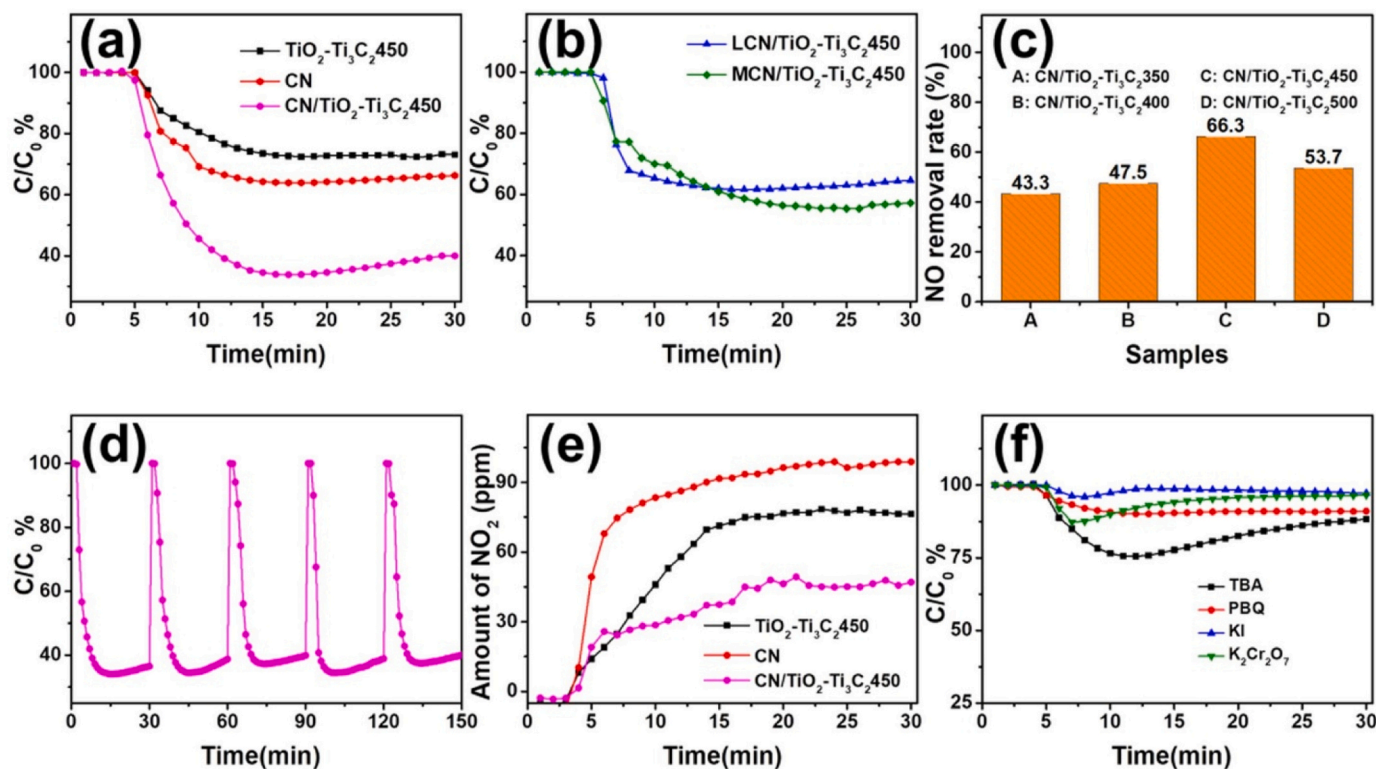 (a)
TiO₂-Ti₃C₂450
CN
CN/TiO₂-Ti₃C₂450
C/C₀ %
100
80
60
40
0 5 10 15 20 25 30
Time(min)
(b)
LCN/TiO₂-Ti₃C₂450
MCN/TiO₂-Ti₃C₂450
C/C₀ %
100
80
60
40
0 5 10 15 20 25 30
Time(min)
(c)
A: CN/TiO₂-Ti₃C₂350 C: CN/TiO₂-Ti₃C₂450
B: CN/TiO₂-Ti₃C₂400 D: CN/TiO₂-Ti₃C₂500
NO removal rate (%)
100
80
60
40
20
0
43.3 47.5 66.3 53.7
A B C D
Samples
(d)
C/C₀ %
100
80
60
40
0 30 60 90 120 150
Time(min)
(e)
Amount of NO₂ (ppm)
90
60
30
0
TiO₂-Ti₃C₂450
CN
CN/TiO₂-Ti₃C₂450
0 5 10 15 20 25 30
Time(min)
(f)
C/C₀ %
100
75
50
25
TBA
PBQ
KI
K₂Cr₂O₇
0 5 10 15 20 25 30
Time(min)